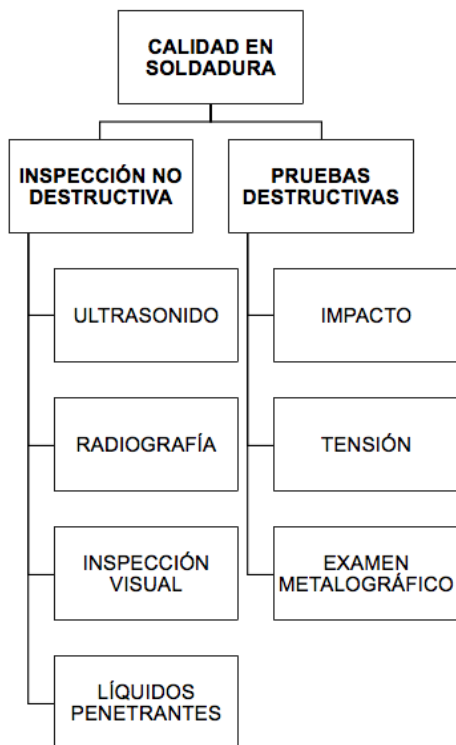 CALIDAD EN
SOLDADURA
INSPECCIÓN NO
DESTRUCTIVA
PRUEBAS
DESTRUCTIVAS
ULTRASONIDO
IMPACTO
RADIOGRAFÍA
TENSIÓN
INSPECCIÓN
VISUAL
EXAMEN
METALOGRÁFICO
LÍQUIDOS
PENETRANTES